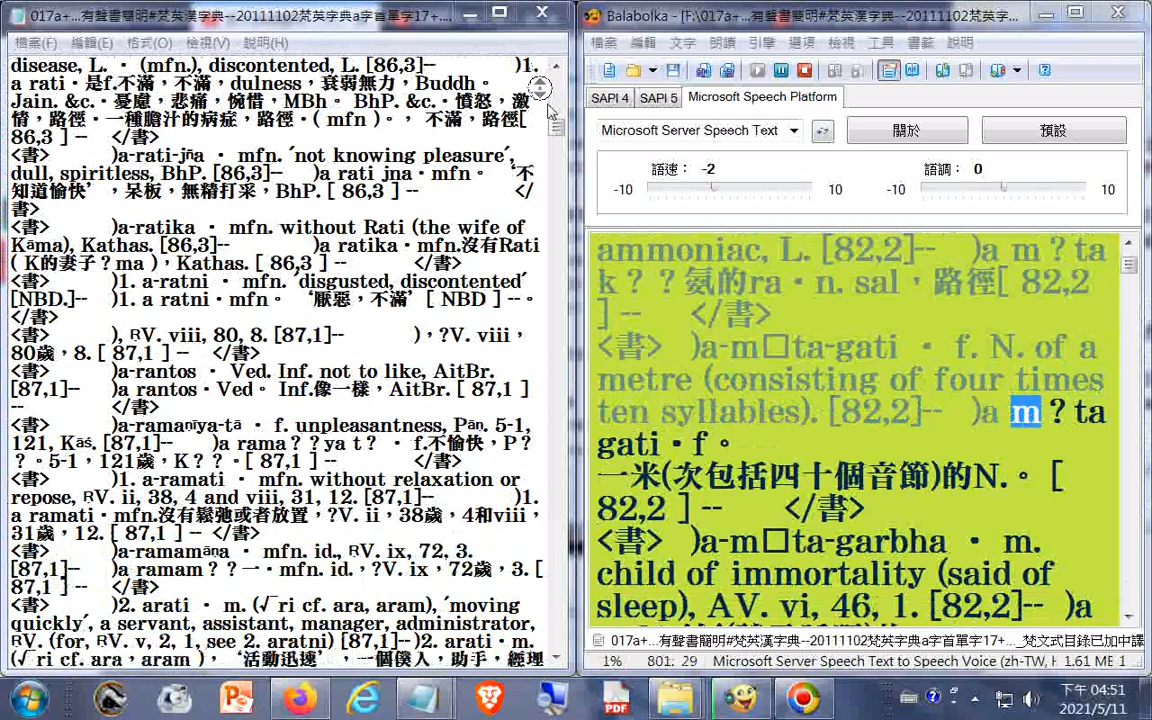 017a+...有聲書簡明#梵英漢字典--20111102梵英字典a字首單字17+...
檔案(F) 編輯(E) 格式(O) 檢視(V) 說明(H)
disease, L. • (mfn.), discontented, L. [86,3] )1.
a rati•是f.不滿，不滿，dulness，衰弱無力，Buddh。
Jain. &c.•憂慮，悲痛，惋惜，MBh。 BhP. &c.•憤怒，激
情，路徑•一種膽汁的病症，路徑•( mfn )。， 不滿，路徑[
86,3 ] </書>
<書> )a-rati-jña • mfn. ′not knowing pleasure′,
dull, spiritless, BhP. [86,3]-- )a rati jna•mfn。‘不
知道愉快’，呆板，無精打采，BhP. [ 86,3 ] -- </
書>
<書> )a-ratika • mfn. without Rati (the wife of
Kāma), Kathas. [86,3]-- )a ratika•mfn.沒有Rati
( K的妻子？ma )，Kathas. [ 86,3 ] </書>
<書> )1. a-ratni • mfn. ′disgusted, discontented′
[NBD.]-- )1. a ratni•mfn。‘厭惡，不滿’[ NBD ] --。
</書>
<書> ), ṚV. viii, 80, 8. [87,1]-- )，?V. viii，
80歲，8. [ 87,1 ] -- </書>
<書> )a-rantos • Ved. Inf. not to like, AitBr.
[87,1]-- )a rantos•Ved。 Inf.像一樣，AitBr. [ 87,1 ]
-- </書>
<書> )a-ramaṇīya-tā • f. unpleasantness, Pāṇ. 5-1,
121, Kāś. [87,1]-- )a rama？？ya t？ • f.不愉快，P？
？。5-1，121歲，K？？。[ 87,1 ] </書>
<書> )a-ramati • mfn. without relaxation or
repose, ṚV. ii, 38, 4 and viii, 31, 12. [87,1]-- )1.
a ramati•mfn.沒有鬆弛或者放置，?V. ii，38歲，4和viii，
31歲，12. [ 87,1 ] -- </書>
<書> )a-ramamāṇa • mfn. id., ṚV. ix, 72, 3.
[87,1]-- )a ramam？？一•mfn. id.，?V. ix，72歲，3. [
87,1 ] -- </書>
<書> )2. arati • m. (√ṛi cf. ara, aram), ′moving
quickly′, a servant, assistant, manager, administrator,
ṚV. (for, ṚV. v, 2, 1, see 2. aratni) [87,1]--)2. arati•m.
(√ri cf. ara，aram )，‘活動迅速’，一個僕人，助手，經理
Balabolka - [F:\017a+...有聲書簡明#梵英漢字典--20111102梵英字...
檔案 編輯 文字 朗讀 引擎 選項 檢視 工具 書籤 說明
SAPI 4 SAPI 5 Microsoft Speech Platform
Microsoft Server Speech Text 關於 預設
語速： -2 語調： 0
-10 10 -10 10
ammoniac, L. [82,2]-- )a m？ta
k？？氨的ra•n. sal，路徑[ 82,2
] -- </書>
<書> )a-m□ta-gati • f. N. of a
metre (consisting of four times
ten syllables). [82,2]-- )a m？ta
gati•f。
一米(次包括四十個音節)的N.。[
82,2 ] -- </書>
<書> )a-m□ta-garbha • m.
child of immortality (said of
sleep), AV. vi, 46, 1. [82,2]-- )a
017a+...有聲書簡明#梵英漢字典--20111102梵英字典a字首單字17+..._梵文式目錄已加中譯
1% 801: 29 Microsoft Server Speech Text to Speech Voice (zh-TW, H 1.61 MB 1
PDF
下午 04:51
2021/5/11